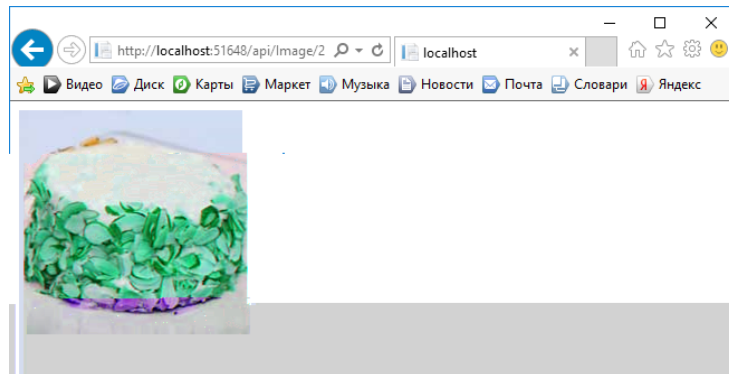 http://localhost:51648/api/Image/2 localhost
Видео Диск Карты Маркет Музыка Новости Почта Словари Я Яндекс